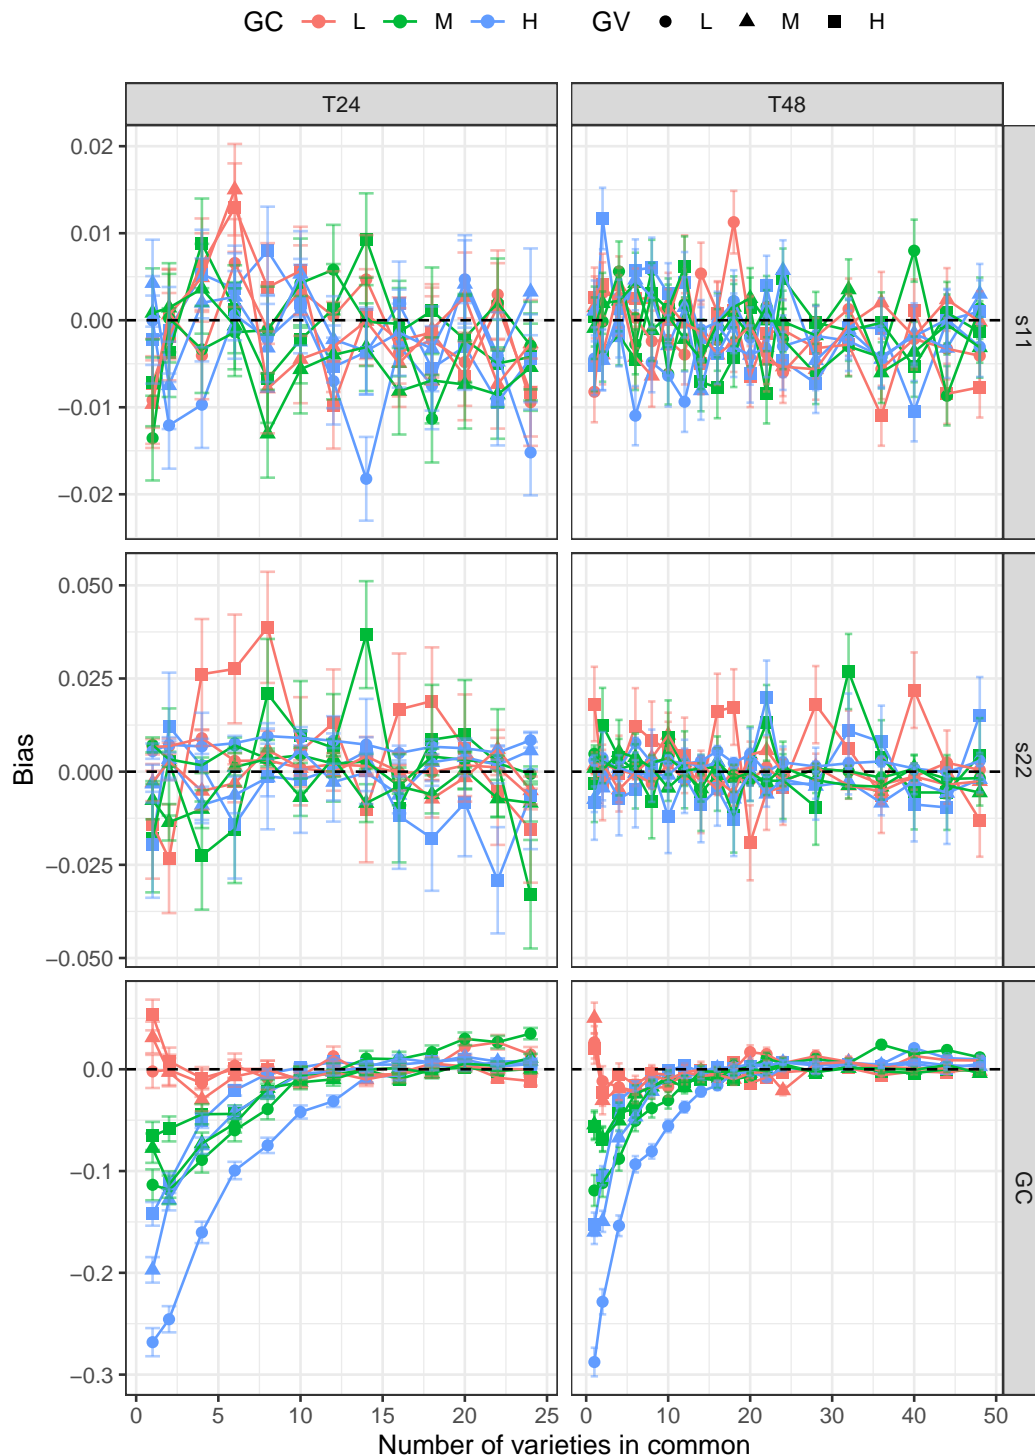 GC L M H GV L M H
T24 T48
0.02
0.01
0.00
−0.01
−0.02
s11
0.050
0.025
0.000
−0.025
−0.050
s22
Bias
0.0
−0.1
−0.2
−0.3
GC
0 5 10 15 20 25 0 10 20 30 40 50
Number of varieties in common